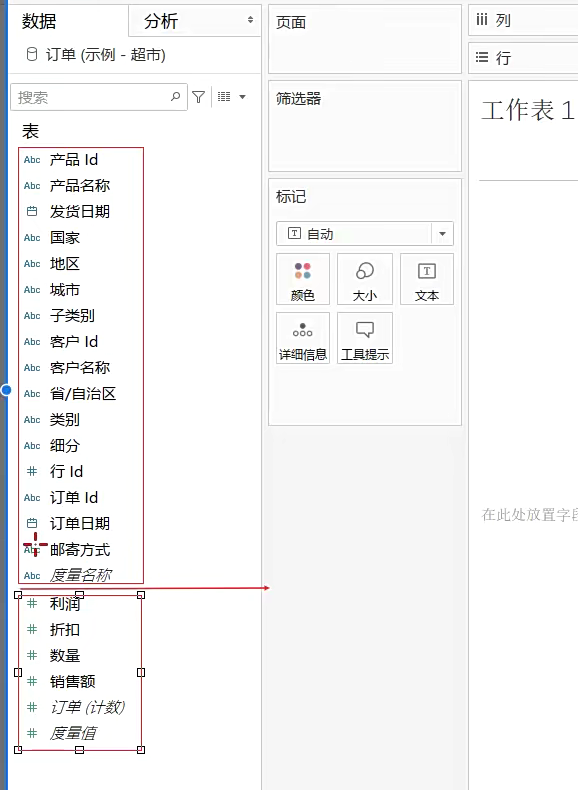 数据
分析
订单 (示例 - 超市)
搜索
表
Abc 产品 Id
Abc 产品名称
发货日期
Abc 国家
Abc 地区
Abc 城市
Abc 子类别
Abc 客户 Id
Abc 客户名称
Abc 省/自治区
Abc 类别
Abc 细分
# 行 Id
Abc 订单 Id
订单日期
Abc 邮寄方式
Abc 度量名称
# 利润
# 折扣
# 数量
# 销售额
# 订单 (计数)
# 度量值
页面
筛选器
标记
T 自动
颜色
大小
T 文本
详细信息
工具提示
列
行
工作表 1
在此处放置字段